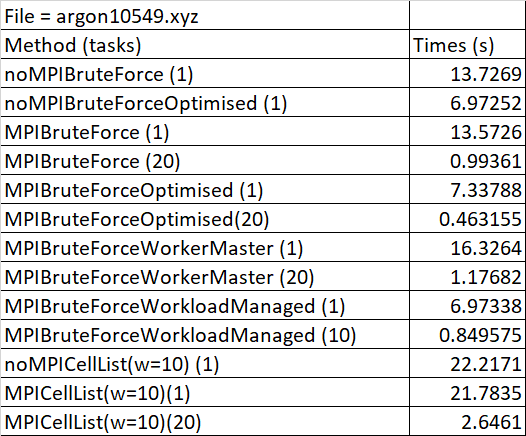 File = argon10549.xyz
Method (tasks) Times (s)
noMPIBruteForce (1) 13.7269
noMPIBruteForceOptimised (1) 6.97252
MPIBruteForce (1) 13.5726
MPIBruteForce (20) 0.99361
MPIBruteForceOptimised (1) 7.33788
MPIBruteForceOptimised(20) 0.463155
MPIBruteForceWorkerMaster (1) 16.3264
MPIBruteForceWorkerMaster (20) 1.17682
MPIBruteForceWorkloadManaged (1) 6.97338
MPIBruteForceWorkloadManaged (10) 0.849575
noMPICellList(w=10) (1) 22.2171
MPICellList(w=10)(1) 21.7835
MPICellList(w=10)(20) 2.6461